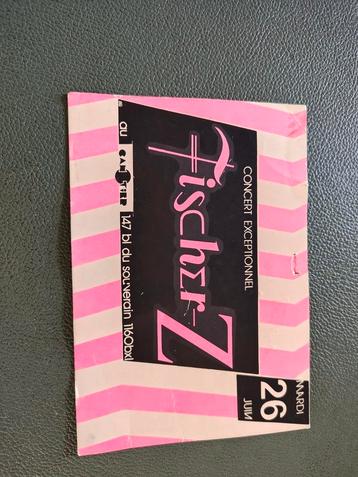 MARDI
26
JUIN
CONCERT EXCEPTIONNEL
Fischer-Z
au
147 bl du souverain 1160bxl